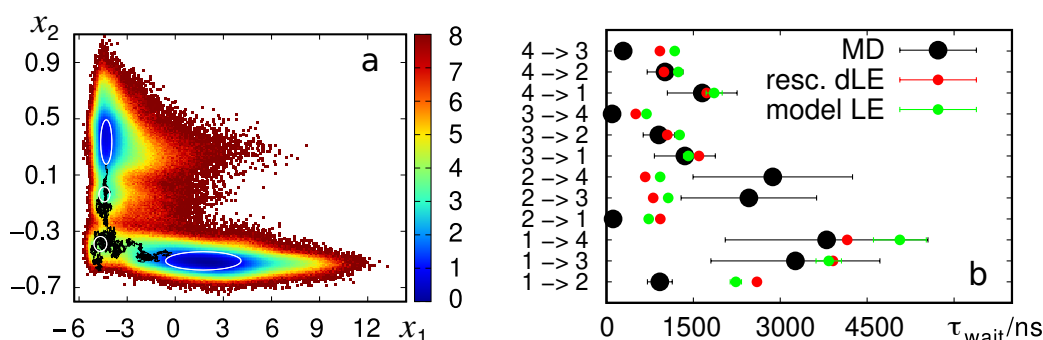 x₂
0.9
0.5
0.1
−0.3
−0.7
−6 −3 0 3 6 9 12 x₁
a
8
7
6
5
4
3
2
1
0
4 −> 3
4 −> 2
4 −> 1
3 −> 4
3 −> 2
3 −> 1
2 −> 4
2 −> 3
2 −> 1
1 −> 4
1 −> 3
1 −> 2
MD
resc. dLE
model LE
b
0 1500 3000 4500 τwait/ns